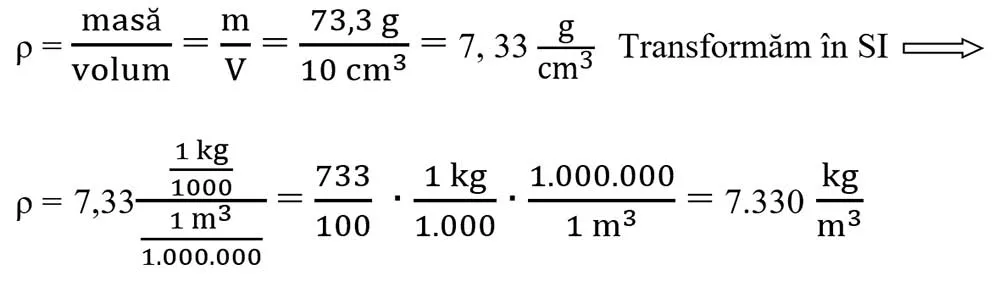 ρ = masă/volum = m/V = 73,3 g/10 cm³ = 7, 33 g/cm³ Transformăm în SI ⟹
ρ = 7,33 (1 kg/1000)/(1 m³/1.000.000) = 733/100 · 1 kg/1.000 · 1.000.000/1 m³ = 7.330 kg/m³